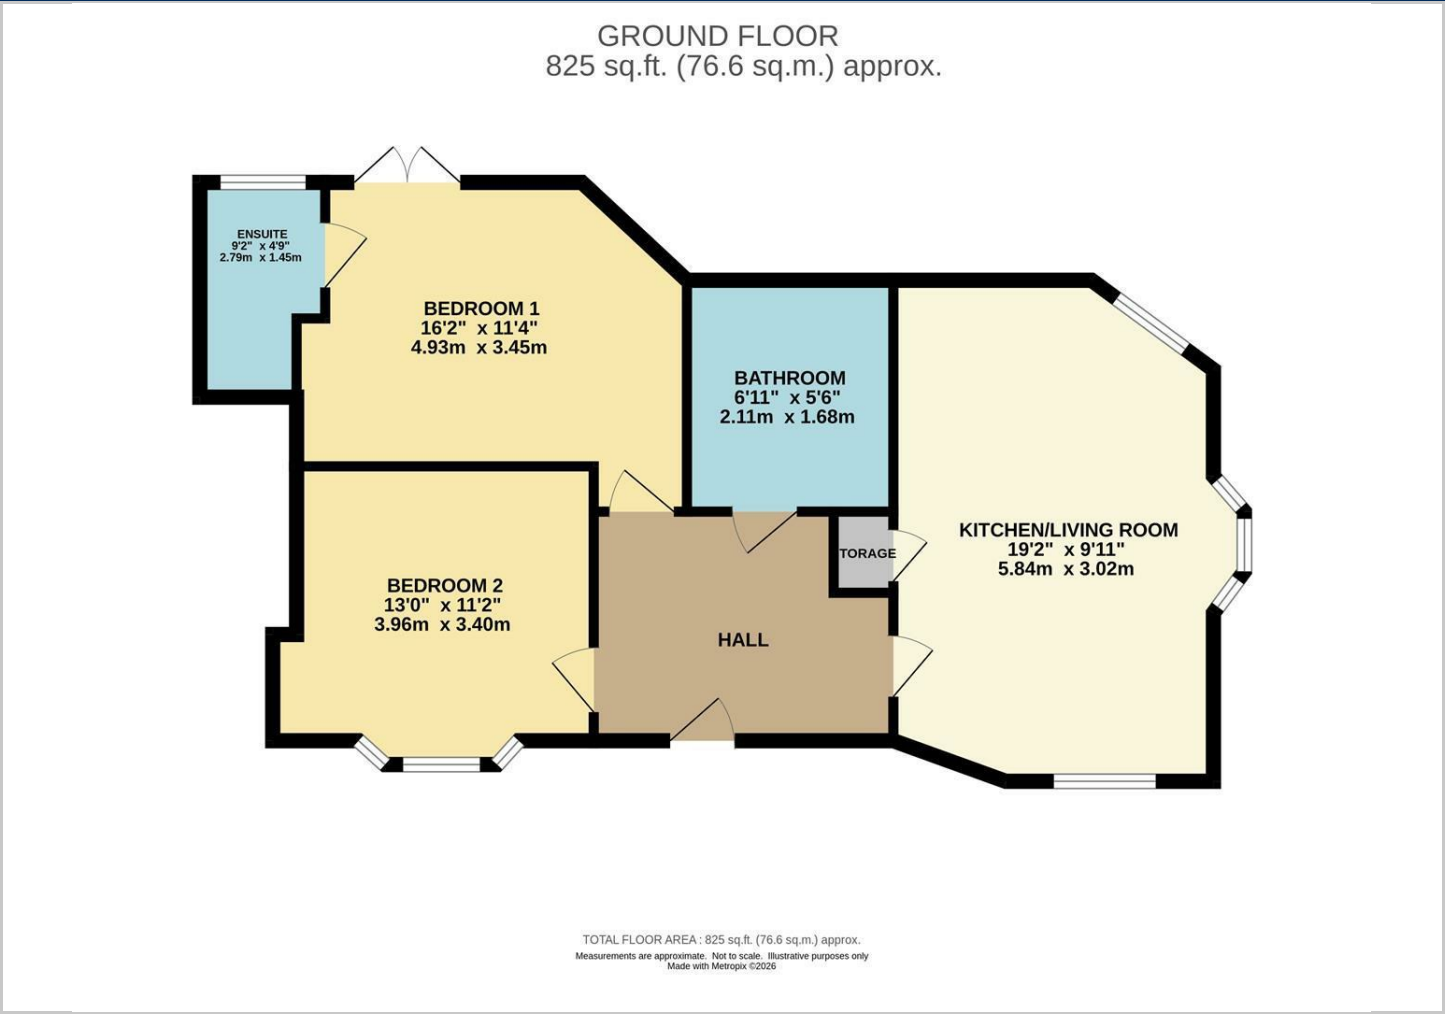 GROUND FLOOR
825 sq.ft. (76.6 sq.m.) approx.
ENSUITE
9'2" x 4'9"
2.79m x 1.45m
BEDROOM 1
16'2" x 11'4"
4.93m x 3.45m
BATHROOM
6'11" x 5'6"
2.11m x 1.68m
KITCHEN/LIVING ROOM
19'2" x 9'11"
5.84m x 3.02m
TORAGE
BEDROOM 2
13'0" x 11'2"
3.96m x 3.40m
HALL
TOTAL FLOOR AREA : 825 sq.ft. (76.6 sq.m.) approx.
Measurements are approximate. Not to scale. Illustrative purposes only
Made with Metropix ©2026